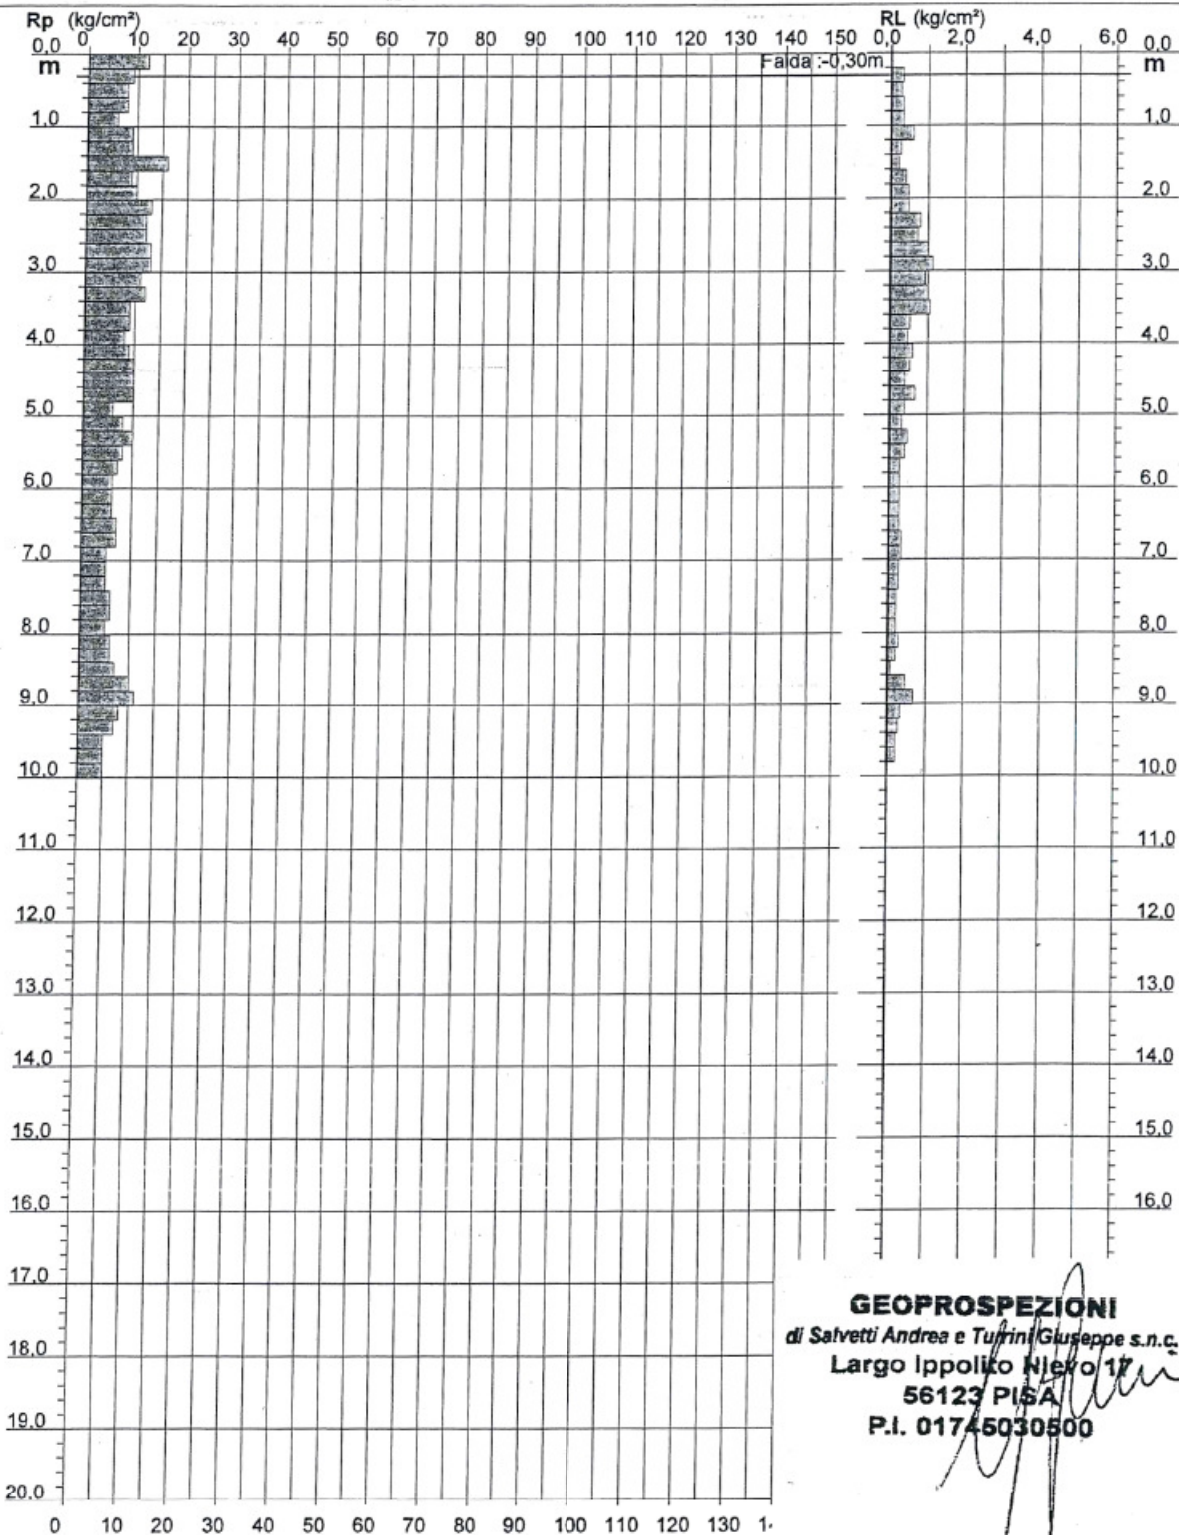 Rp (kg/cm²)
RL (kg/cm²)
0 10 20 30 40 50 60 70 80 90 100 110 120 130 140 150
0,0 2,0 4,0 6,0
0.0 0.0
m m
Falda :-0,30m
1.0 1.0
2.0 2.0
3.0 3.0
4.0 4.0
5.0 5.0
6.0 6.0
7.0 7.0
8.0 8.0
9.0 9.0
10.0 10.0
11.0 11.0
12.0 12.0
13.0 13.0
14.0 14.0
15.0 15.0
16.0 16.0
17.0
18.0
19.0
20.0
0 10 20 30 40 50 60 70 80 90 100 110 120 130
GEOPROSPEZIONI
di Salvetti Andrea e Turrini Giuseppe s.n.c.
Largo Ippolito Nievo 17
56123 PISA
P.I. 01745030500